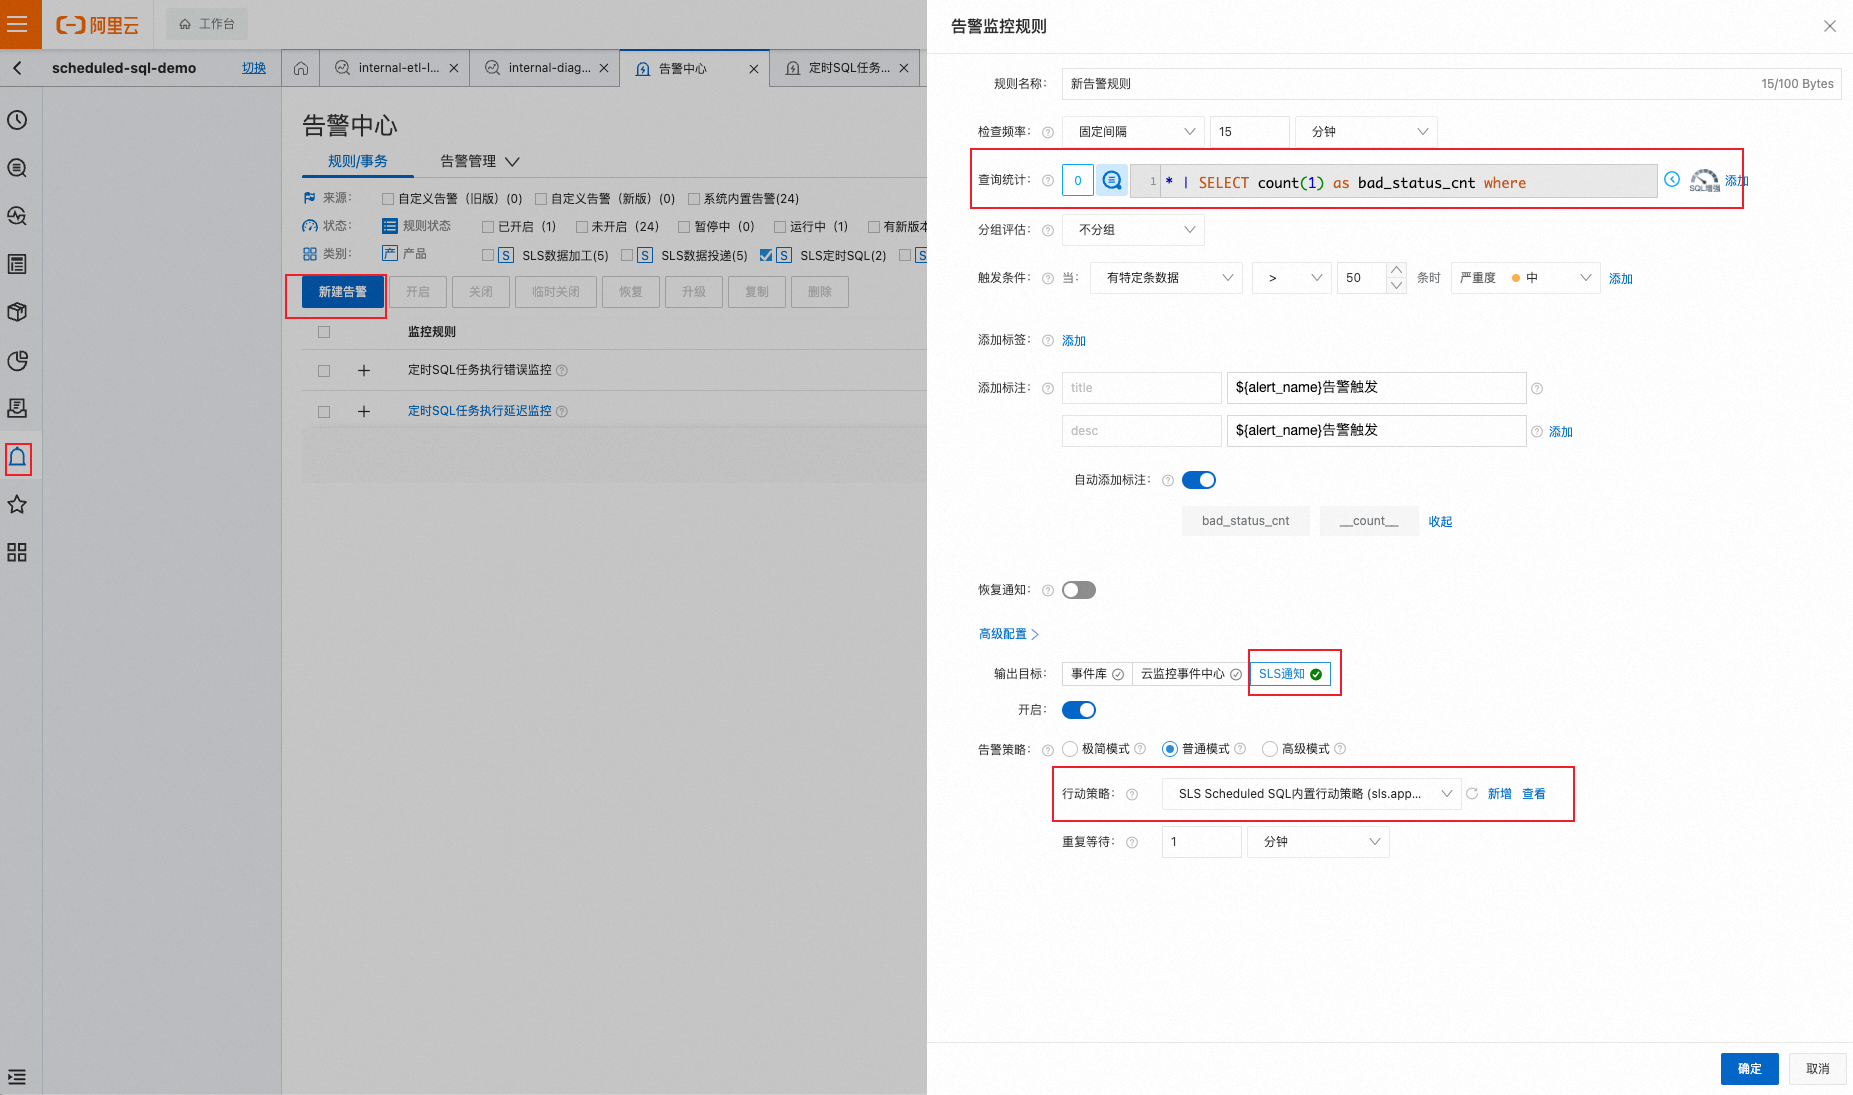 阿里云
工作台
scheduled-sql-demo
切换
internal-etl-l...
internal-diag...
告警中心
定时SQL任务...
告警中心
规则/事务
告警管理
来源:
自定义告警（旧版）(0)
自定义告警（新版）(0)
系统内置告警(24)
状态:
规则状态
已开启 (1)
未开启 (24)
暂停中 (0)
运行中 (1)
有新版本
类别:
产
产品
S SLS数据加工(5)
S SLS数据投递(5)
S SLS定时SQL(2)
S
新建告警
开启
关闭
临时关闭
恢复
升级
复制
删除
监控规则
定时SQL任务执行错误监控
定时SQL任务执行延迟监控
告警监控规则
规则名称:
新告警规则
15/100 Bytes
检查频率:
固定间隔
15
分钟
查询统计:
0
1
* | SELECT count(1) as bad_status_cnt where
SQL增强
添加
分组评估:
不分组
触发条件:
当:
有特定条数据
>
50
条时
严重度
中
添加
添加标签:
添加
添加标注:
title
${alert_name}告警触发
desc
${alert_name}告警触发
添加
自动添加标注:
bad_status_cnt
__count__
收起
恢复通知:
高级配置
输出目标:
事件库
云监控事件中心
SLS通知
开启:
告警策略:
极简模式
普通模式
高级模式
行动策略:
SLS Scheduled SQL内置行动策略 (sls.app...
新增
查看
重复等待:
1
分钟
确定
取消